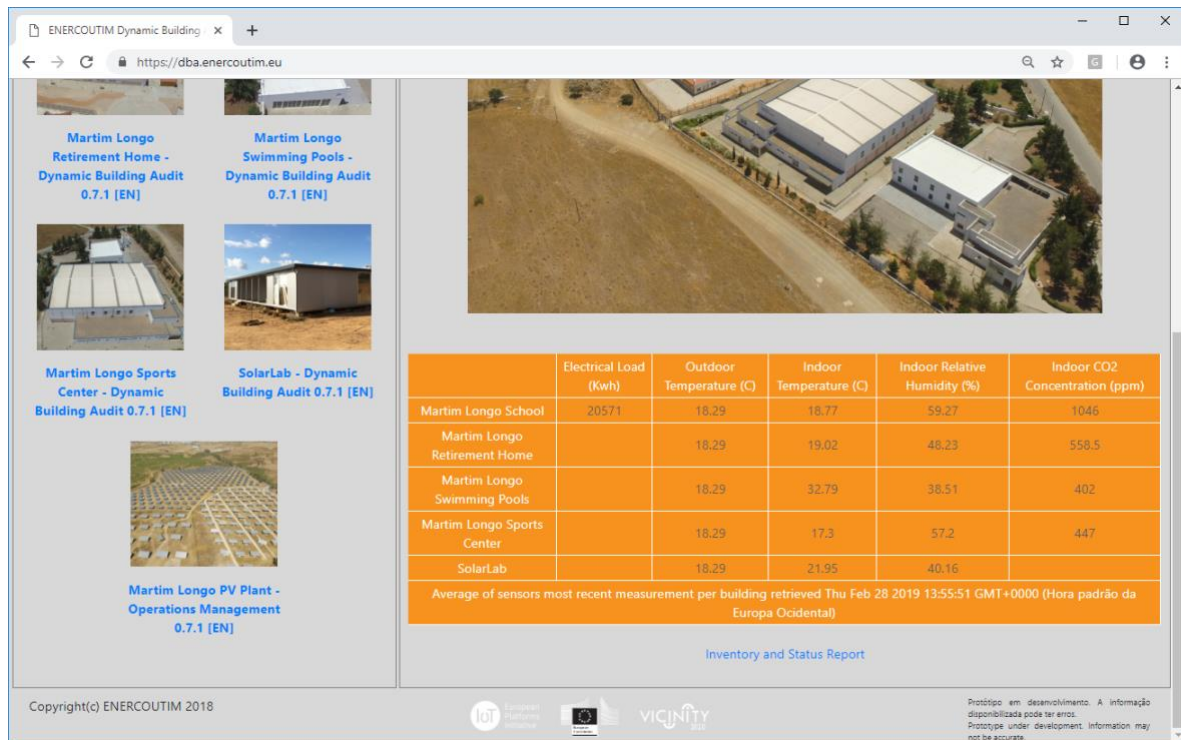 ENERCOUTIM Dynamic Building
https://dba.enercoutim.eu
Martim Longo
Retirement Home -
Dynamic Building Audit
0.7.1 [EN]
Martim Longo
Swimming Pools -
Dynamic Building Audit
0.7.1 [EN]
Martim Longo Sports
Center - Dynamic
Building Audit 0.7.1 [EN]
SolarLab - Dynamic
Building Audit 0.7.1 [EN]
Martim Longo PV Plant -
Operations Management
0.7.1 [EN]
Electrical Load
(Kwh)
Outdoor
Temperature (C)
Indoor
Temperature (C)
Indoor Relative
Humidity (%)
Indoor CO2
Concentration (ppm)
Martim Longo School 20571 18.29 18.77 59.27 1046
Martim Longo
Retirement Home
18.29 19.02 48.23 558.5
Martim Longo
Swimming Pools
18.29 32.79 38.51 402
Martim Longo Sports
Center
18.29 17.3 57.2 447
SolarLab 18.29 21.95 40.16
Average of sensors most recent measurement per building retrieved Thu Feb 28 2019 13:55:51 GMT+0000 (Hora padrão da
Europa Ocidental)
Inventory and Status Report
Copyright(c) ENERCOUTIM 2018
IoT
European
Platforms
Initiative
VICINITY
2020
Protótipo em desenvolvimento. A informação
disponibilizada pode ter erros.
Prototype under development. Information may
not be accurate.